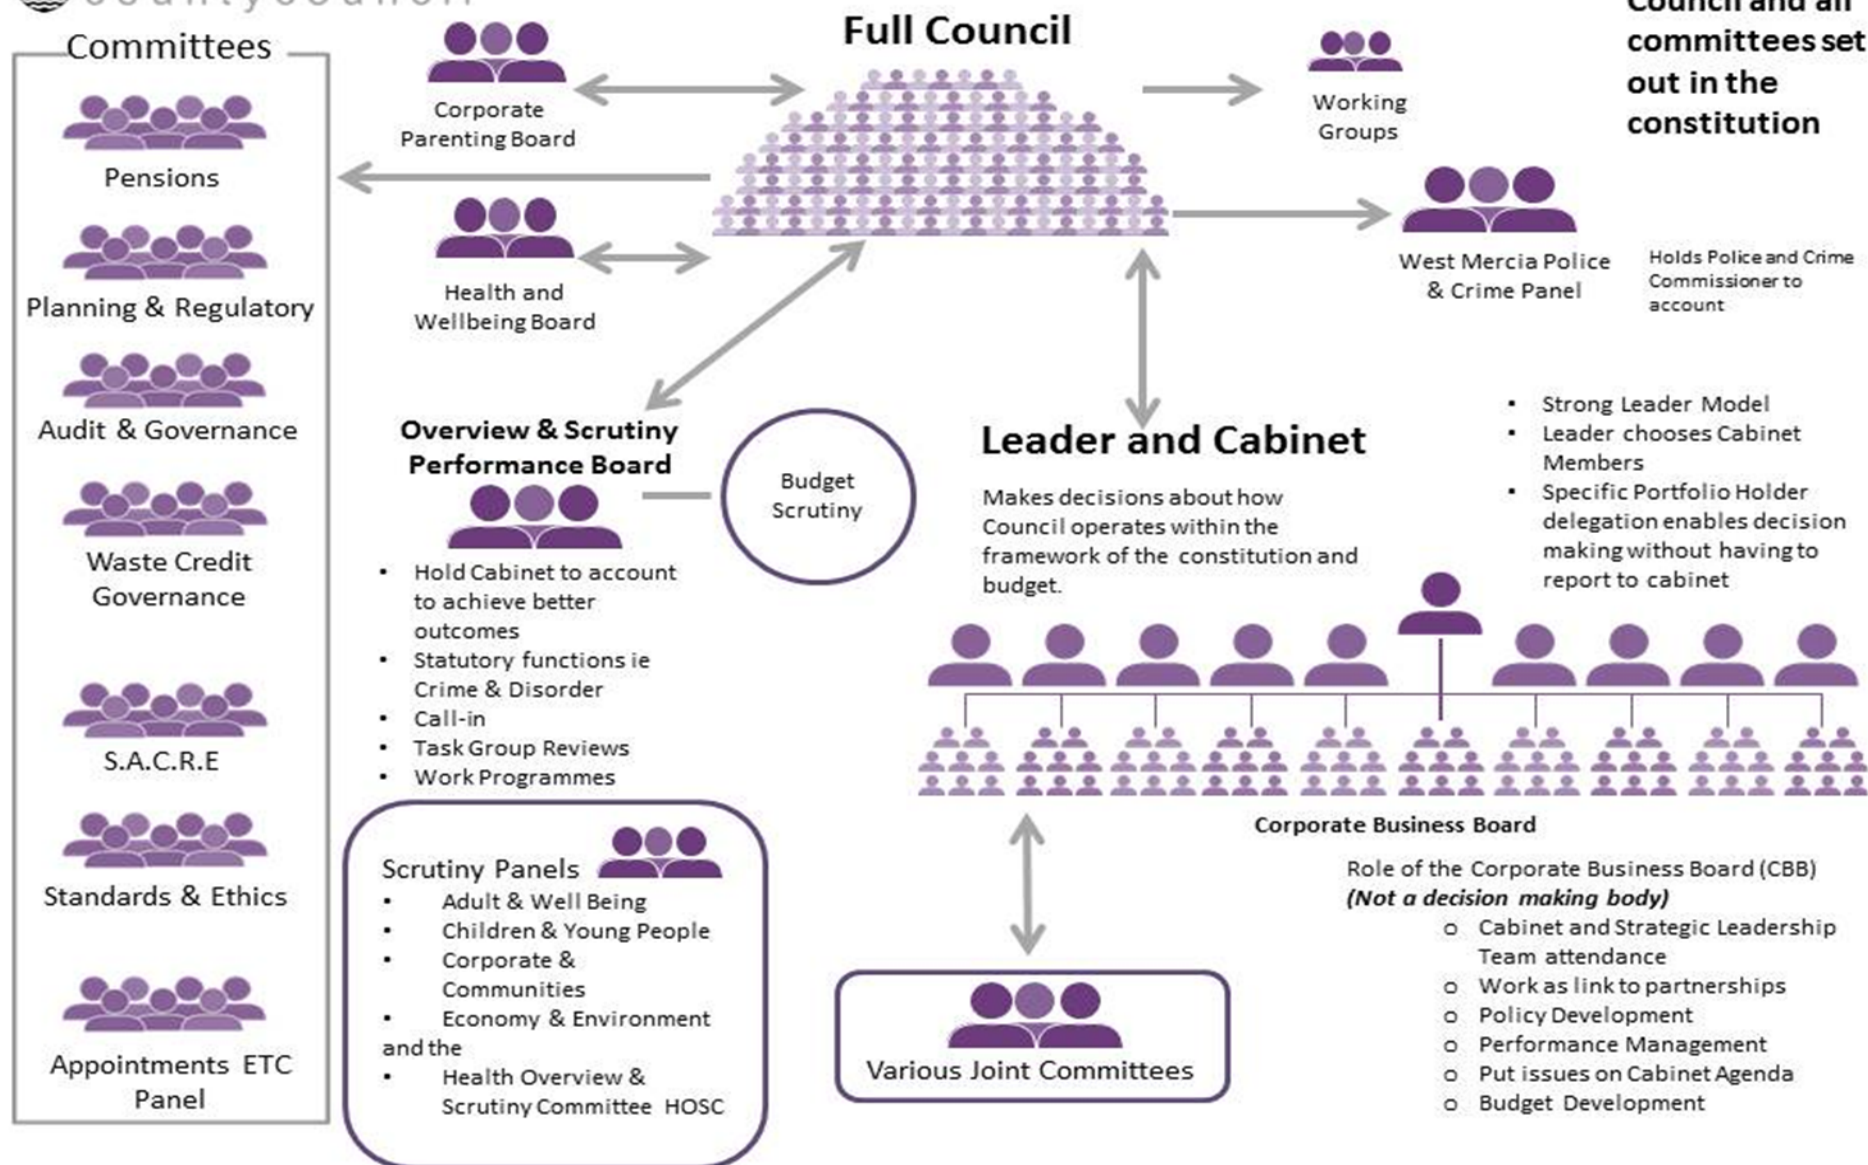 Committees
Pensions
Planning & Regulatory
Audit & Governance
Waste Credit
Governance
S.A.C.R.E
Standards & Ethics
Appointments ETC
Panel
Corporate
Parenting Board
Health and
Wellbeing Board
Full Council
Working
Groups
Council and all
committees set
out in the
constitution
West Mercia Police
& Crime Panel
Holds Police and Crime
Commissioner to
account
Overview & Scrutiny
Performance Board
Budget
Scrutiny
• Hold Cabinet to account
to achieve better
outcomes
• Statutory functions ie
Crime & Disorder
• Call-in
• Task Group Reviews
• Work Programmes
Scrutiny Panels
• Adult & Well Being
• Children & Young People
• Corporate &
Communities
• Economy & Environment
and the
• Health Overview &
Scrutiny Committee HOSC
Leader and Cabinet
Makes decisions about how
Council operates within the
framework of the constitution and
budget.
• Strong Leader Model
• Leader chooses Cabinet
Members
• Specific Portfolio Holder
delegation enables decision
making without having to
report to cabinet
Various Joint Committees
Corporate Business Board
Role of the Corporate Business Board (CBB)
(Not a decision making body)
o Cabinet and Strategic Leadership
Team attendance
o Work as link to partnerships
o Policy Development
o Performance Management
o Put issues on Cabinet Agenda
o Budget Development